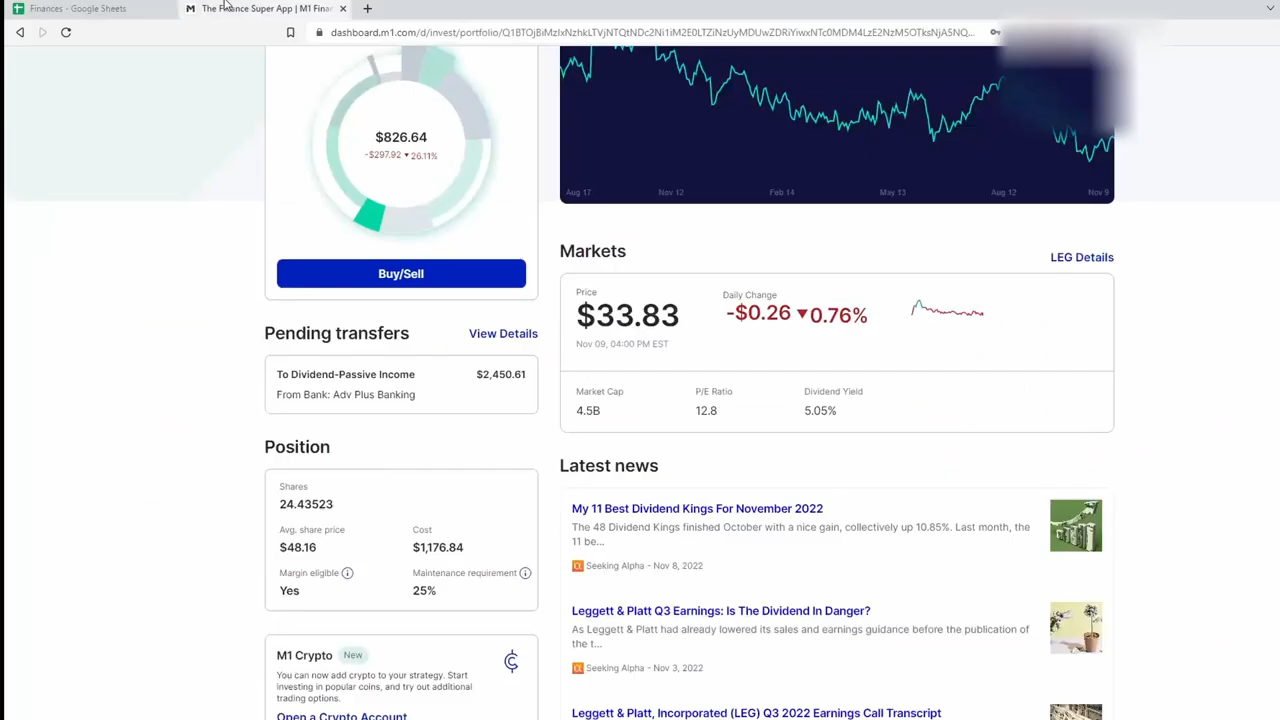 Finances - Google Sheets
The Finance Super App | M1 Finan
dashboard.m1.com/d/invest/portfolio/
$826.64
-$297.92 ▼ 26.11%
Buy/Sell
Aug 17 Nov 12 Feb 14 May 13 Aug 12 Nov 9
Markets
LEG Details
Price
$33.83
Nov 09, 04:00 PM EST
Daily Change
-$0.26 ▼ 0.76%
Market Cap
4.5B
P/E Ratio
12.8
Dividend Yield
5.05%
Pending transfers
View Details
To Dividend-Passive Income $2,450.61
From Bank: Adv Plus Banking
Position
Shares
24.43523
Avg. share price
$48.16
Cost
$1,176.84
Margin eligible
Yes
Maintenance requirement
25%
M1 Crypto New
You can now add crypto to your strategy. Start
investing in popular coins, and try out additional
trading options.
Open a Crypto Account
Latest news
My 11 Best Dividend Kings For November 2022
The 48 Dividend Kings finished October with a nice gain, collectively up 10.85%. Last month, the
11 be...
Seeking Alpha - Nov 8, 2022
Leggett & Platt Q3 Earnings: Is The Dividend In Danger?
As Leggett & Platt had already lowered its sales and earnings guidance before the publication of
the t...
Seeking Alpha - Nov 3, 2022
Leggett & Platt, Incorporated (LEG) Q3 2022 Earnings Call Transcript